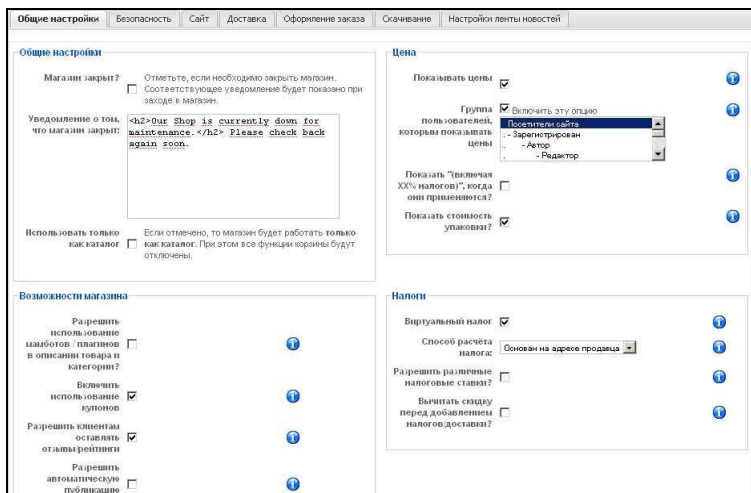 Общие настройки Безопасность Сайт Доставка Оформление заказа Скачивание Настройки ленты новостей
Общие настройки
Магазин закрыт?
Отметьте, если необходимо закрыть магазин.
Соответствующее уведомление будет показано при
заходе в магазин.
Уведомление о том,
что магазин закрыт:
<h2>Our Shop is currently down for
maintenance.</h2> Please check back
again soon.
Использовать только
как каталог
Если отмечено, то магазин будет работать только
как каталог. При этом все функции корзины будут
отключены.
Цена
Показывать цены
Группа
пользователей,
которым показывать
цены
Включить эту опцию
Посетители сайта
. - Зарегистрирован
. - Автор
. - Редактор
Показать "(включая
XX% налогов)", когда
они применяются?
Показать стоимость
упаковки?
Возможности магазина
Разрешить
использование
мамботов / плагинов
в описании товара и
категории?
Включить
использование
купонов
Разрешить клиентам
оставлять
отзывы/рейтинги
Разрешить
автоматическую
публикацию
Налоги
Виртуальный налог
Способ расчёта
налога:
Основан на адресе продавца
Разрешить различные
налоговые ставки?
Вычитать скидку
перед добавлением
налогов/доставки?